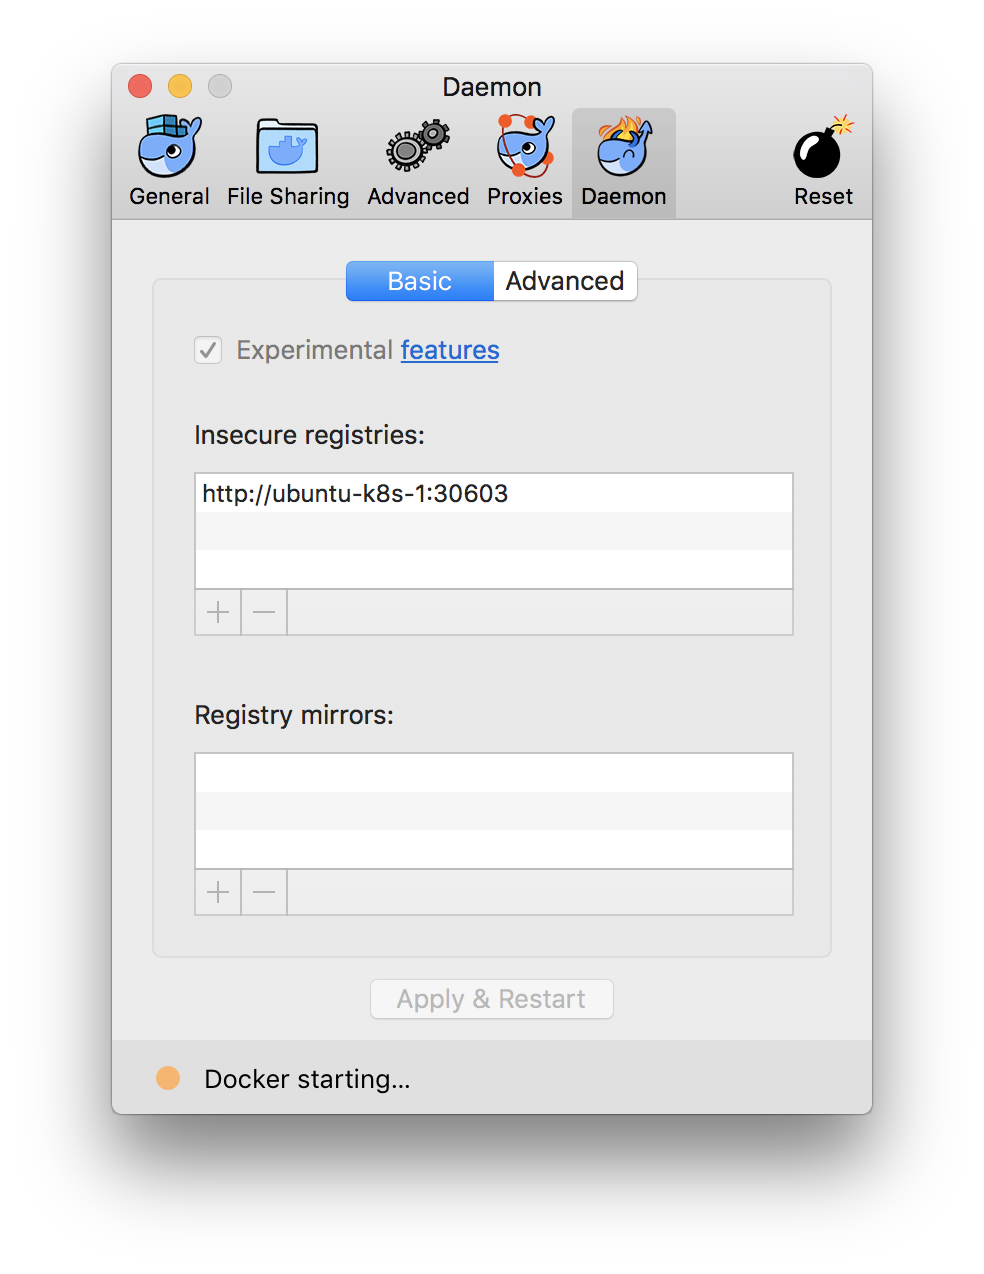 Daemon
General File Sharing Advanced Proxies Daemon Reset
Basic Advanced
Experimental features
Insecure registries:
http://ubuntu-k8s-1:30603
Registry mirrors:
Apply & Restart
Docker starting...